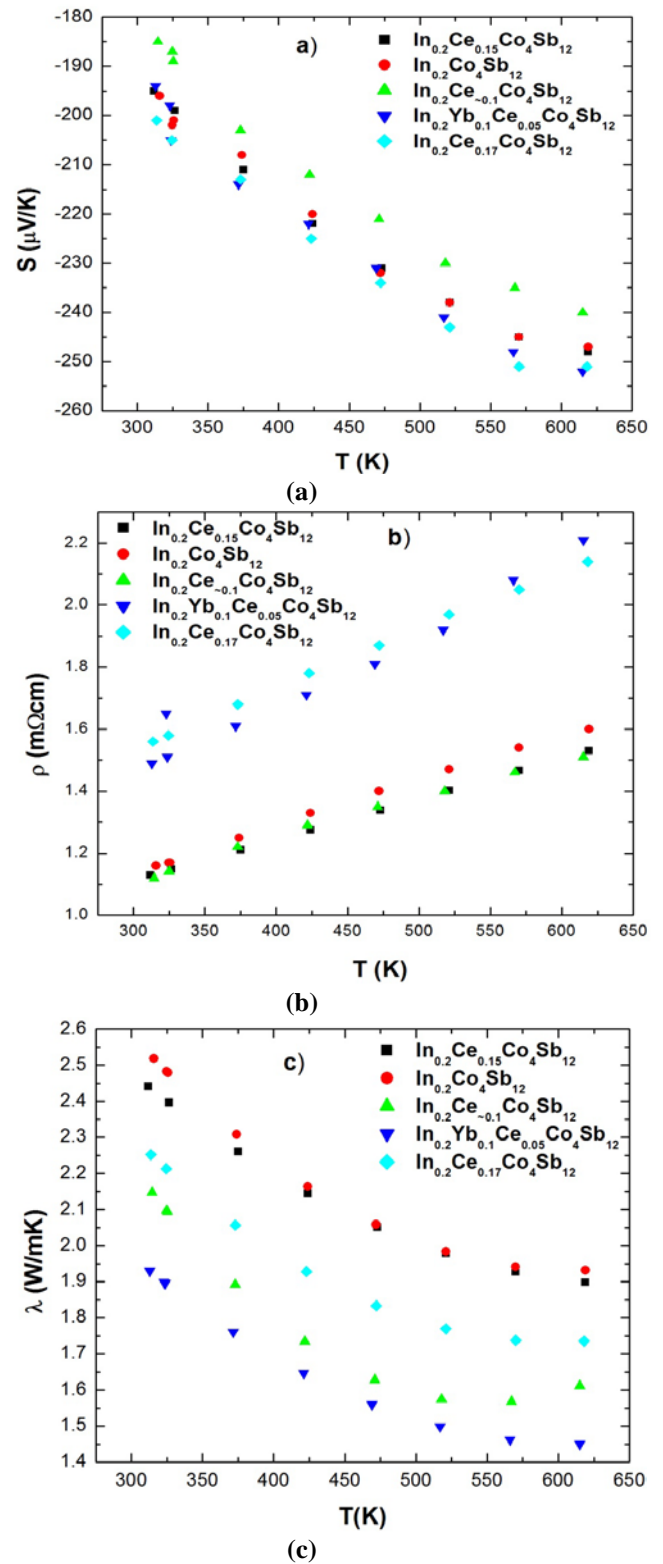 -180
-190
-200
-210
-220
-230
-240
-250
-260
S (μV/K)
a)
In0.2Ce0.15Co4Sb12
In0.2Co4Sb12
In0.2Ce~0.1Co4Sb12
In0.2Yb0.1Ce0.05Co4Sb12
In0.2Ce0.17Co4Sb12
300 350 400 450 500 550 600 650
T (K)
(a)
2.2
2.0
1.8
1.6
1.4
1.2
1.0
ρ (mΩcm)
b)
In0.2Ce0.15Co4Sb12
In0.2Co4Sb12
In0.2Ce~0.1Co4Sb12
In0.2Yb0.1Ce0.05Co4Sb12
In0.2Ce0.17Co4Sb12
300 350 400 450 500 550 600 650
T (K)
(b)
2.6
2.5
2.4
2.3
2.2
2.1
2.0
1.9
1.8
1.7
1.6
1.5
1.4
λ (W/mK)
c)
In0.2Ce0.15Co4Sb12
In0.2Co4Sb12
In0.2Ce~0.1Co4Sb12
In0.2Yb0.1Ce0.05Co4Sb12
In0.2Ce0.17Co4Sb12
300 350 400 450 500 550 600 650
T(K)
(c)